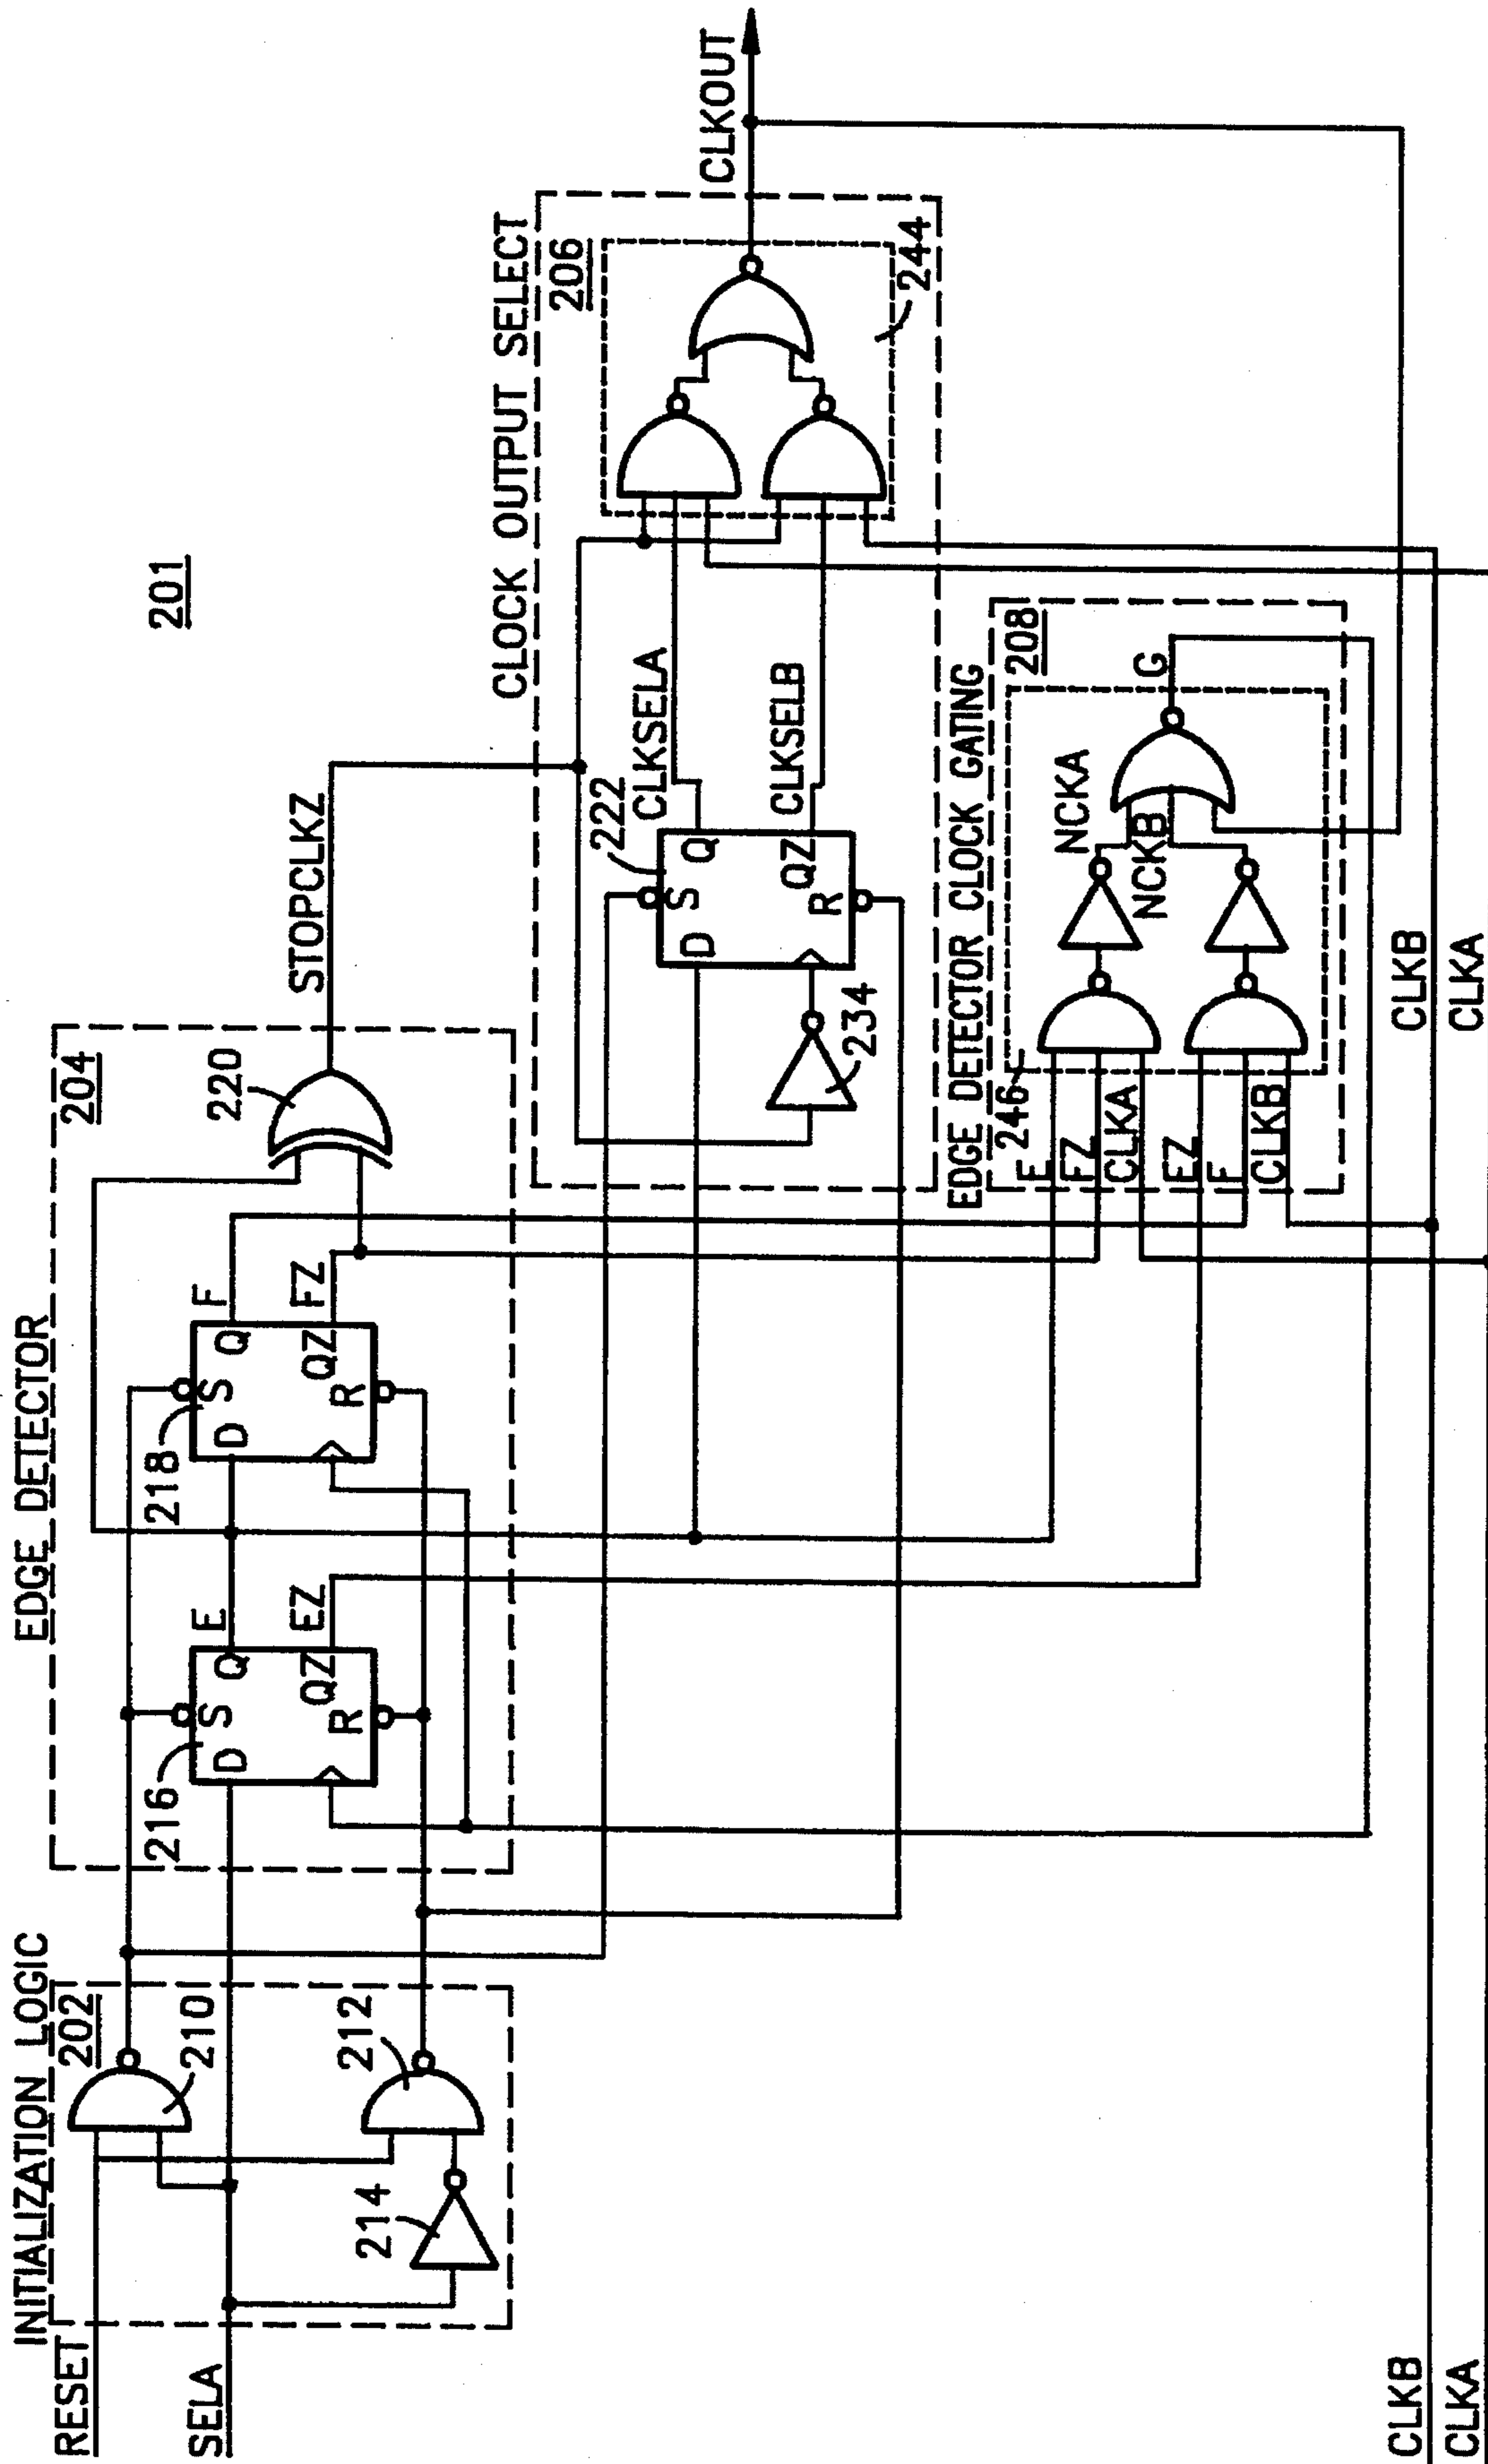 201
INITIALIZATION LOGIC
202
RESET
SELA
210
212
214
EDGE DETECTOR
204
216
D
S
Q
QZ
R
E
EZ
218
D
S
Q
QZ
R
F
FZ
220
STOPCLKZ
CLOCK OUTPUT SELECT
206
222
D
S
Q
QZ
R
234
CLKSELA
CLKSELB
244
CLKOUT
EDGE DETECTOR CLOCK GATING
208
246
E
FZ
CLKA
EZ
F
CLKB
NCKA
NCKB
G
CLKB
CLKA
CLKB
CLKA